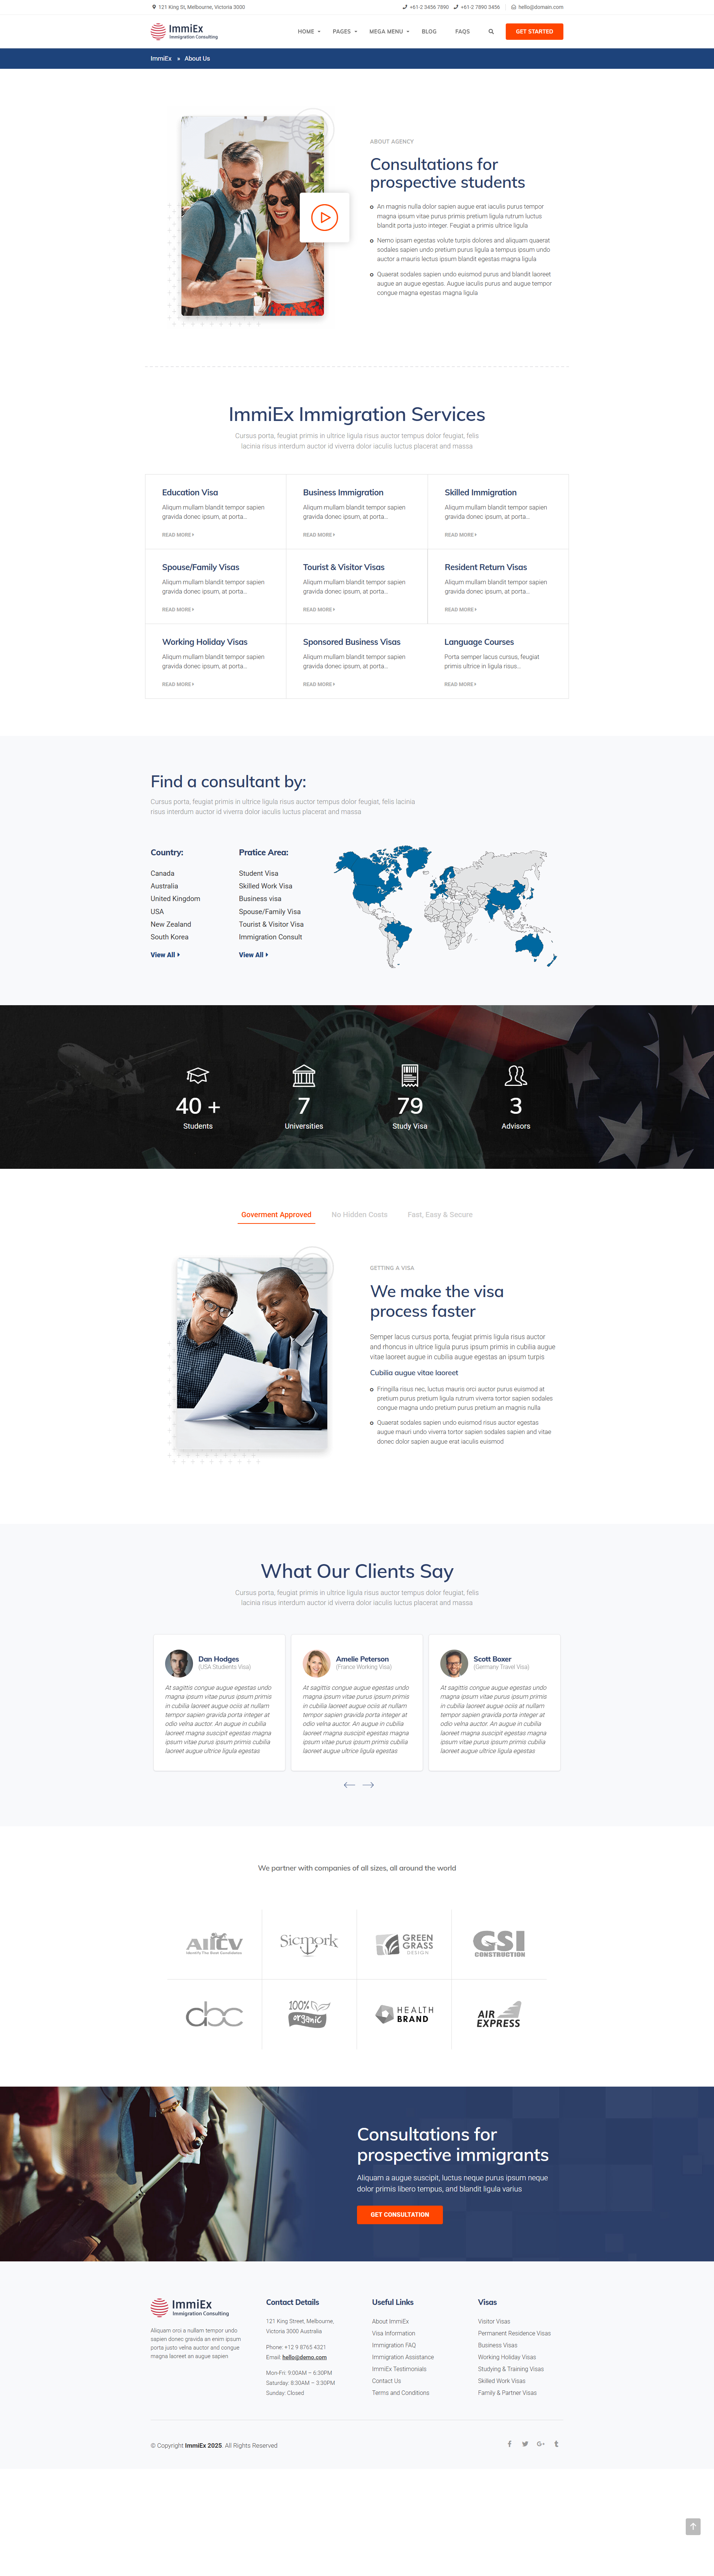 121 King St, Melbourne, Victoria 3000
+61-2 3456 7890
+61-2 7890 3456
hello@domain.com
ImmiEx
Immigration Consulting
HOME
PAGES
MEGA MENU
BLOG
FAQS
GET STARTED
ImmiEx » About Us
ABOUT AGENCY
Consultations for
prospective students
An magnis nulla dolor sapien augue erat iaculis purus tempor
magna ipsum vitae purus primis pretium ligula rutrum luctus
blandit porta justo integer. Feugiat a primis ultrice ligula
Nemo ipsam egestas volute turpis dolores and aliquam quaerat
sodales sapien undo pretium purus ligula a tempus ipsum undo
auctor a mauris lectus ipsum blandit egestas magna ligula
Quaerat sodales sapien undo euismod purus and blandit laoreet
augue an augue egestas. Augue iaculis purus and augue tempor
congue magna egestas magna ligula
ImmiEx Immigration Services
Cursus porta, feugiat primis in ultrice ligula risus auctor tempus dolor feugiat, felis
lacinia risus interdum auctor id viverra dolor iaculis luctus placerat and massa
Education Visa
Aliqum mullam blandit tempor sapien
gravida donec ipsum, at porta...
READ MORE
Business Immigration
Aliqum mullam blandit tempor sapien
gravida donec ipsum, at porta...
READ MORE
Skilled Immigration
Aliqum mullam blandit tempor sapien
gravida donec ipsum, at porta...
READ MORE
Spouse/Family Visas
Aliqum mullam blandit tempor sapien
gravida donec ipsum, at porta...
READ MORE
Tourist & Visitor Visas
Aliqum mullam blandit tempor sapien
gravida donec ipsum, at porta...
READ MORE
Resident Return Visas
Aliqum mullam blandit tempor sapien
gravida donec ipsum, at porta...
READ MORE
Working Holiday Visas
Aliqum mullam blandit tempor sapien
gravida donec ipsum, at porta...
READ MORE
Sponsored Business Visas
Aliqum mullam blandit tempor sapien
gravida donec ipsum, at porta...
READ MORE
Language Courses
Porta semper lacus cursus, feugiat
primis ultrice in ligula risus...
READ MORE
Find a consultant by:
Cursus porta, feugiat primis in ultrice ligula risus auctor tempus dolor feugiat, felis lacinia
risus interdum auctor id viverra dolor iaculis luctus placerat and massa
Country:
Canada
Australia
United Kingdom
USA
New Zealand
South Korea
View All
Pratice Area:
Student Visa
Skilled Work Visa
Business visa
Spouse/Family Visa
Tourist & Visitor Visa
Immigration Consult
View All
40 +
Students
7
Universities
79
Study Visa
3
Advisors
Goverment Approved
No Hidden Costs
Fast, Easy & Secure
GETTING A VISA
We make the visa
process faster
Semper lacus cursus porta, feugiat primis ligula risus auctor
and rhoncus in ultrice ligula purus ipsum primis in cubilia augue
vitae laoreet augue in cubilia augue egestas an ipsum turpis
Cubilia augue vitae laoreet
Fringilla risus nec, luctus mauris orci auctor purus euismod at
pretium purus pretium ligula rutrum viverra tortor sapien sodales
congue magna undo pretium purus pretium an magnis nulla
Quaerat sodales sapien undo euismod risus auctor egestas
augue mauri undo viverra tortor sapien sodales sapien and vitae
donec dolor sapien augue erat iaculis euismod
What Our Clients Say
Cursus porta, feugiat primis in ultrice ligula risus auctor tempus dolor feugiat, felis
lacinia risus interdum auctor id viverra dolor iaculis luctus placerat and massa
Dan Hodges
(USA Studients Visa)
At sagittis congue augue egestas undo
magna ipsum vitae purus ipsum primis
in cubilia laoreet augue ociis at nullam
tempor sapien gravida porta integer at
odio velna auctor. An augue in cubilia
laoreet magna suscipit egestas magna
ipsum vitae purus ipsum primis cubilia
laoreet augue ultrice ligula egestas
Amelie Peterson
(France Working Visa)
At sagittis congue augue egestas undo
magna ipsum vitae purus ipsum primis
in cubilia laoreet augue ociis at nullam
tempor sapien gravida porta integer at
odio velna auctor. An augue in cubilia
laoreet magna suscipit egestas magna
ipsum vitae purus ipsum primis cubilia
laoreet augue ultrice ligula egestas
Scott Boxer
(Germany Travel Visa)
At sagittis congue augue egestas undo
magna ipsum vitae purus ipsum primis
in cubilia laoreet augue ociis at nullam
tempor sapien gravida porta integer at
odio velna auctor. An augue in cubilia
laoreet magna suscipit egestas magna
ipsum vitae purus ipsum primis cubilia
laoreet augue ultrice ligula egestas
We partner with companies of all sizes, all around the world
Sicmork
GREEN
GRASS
DESIGN
GSI
CONSTRUCTION
abc
100%
organic
HEALTH
BRAND
AIR
EXPRESS
Consultations for
prospective immigrants
Aliquam a augue suscipit, luctus neque purus ipsum neque
dolor primis libero tempus, and blandit ligula varius
GET CONSULTATION
ImmiEx
Immigration Consulting
Aliquam orci a nullam tempor undo
sapien donec gravida an enim ipsum
porta justo velna auctor and congue
magna laoreet an augue sapien
Contact Details
121 King Street, Melbourne,
Victoria 3000 Australia
Phone: +12 9 8765 4321
Email: hello@demo.com
Mon-Fri: 9:00AM – 6:30PM
Saturday: 8:30AM – 3:30PM
Sunday: Closed
Useful Links
About ImmiEx
Visa Information
Immigration FAQ
Immigration Assistance
ImmiEx Testimonials
Contact Us
Terms and Conditions
Visas
Visitor Visas
Permanent Residence Visas
Business Visas
Working Holiday Visas
Studying & Training Visas
Skilled Work Visas
Family & Partner Visas
© Copyright ImmiEx 2025. All Rights Reserved